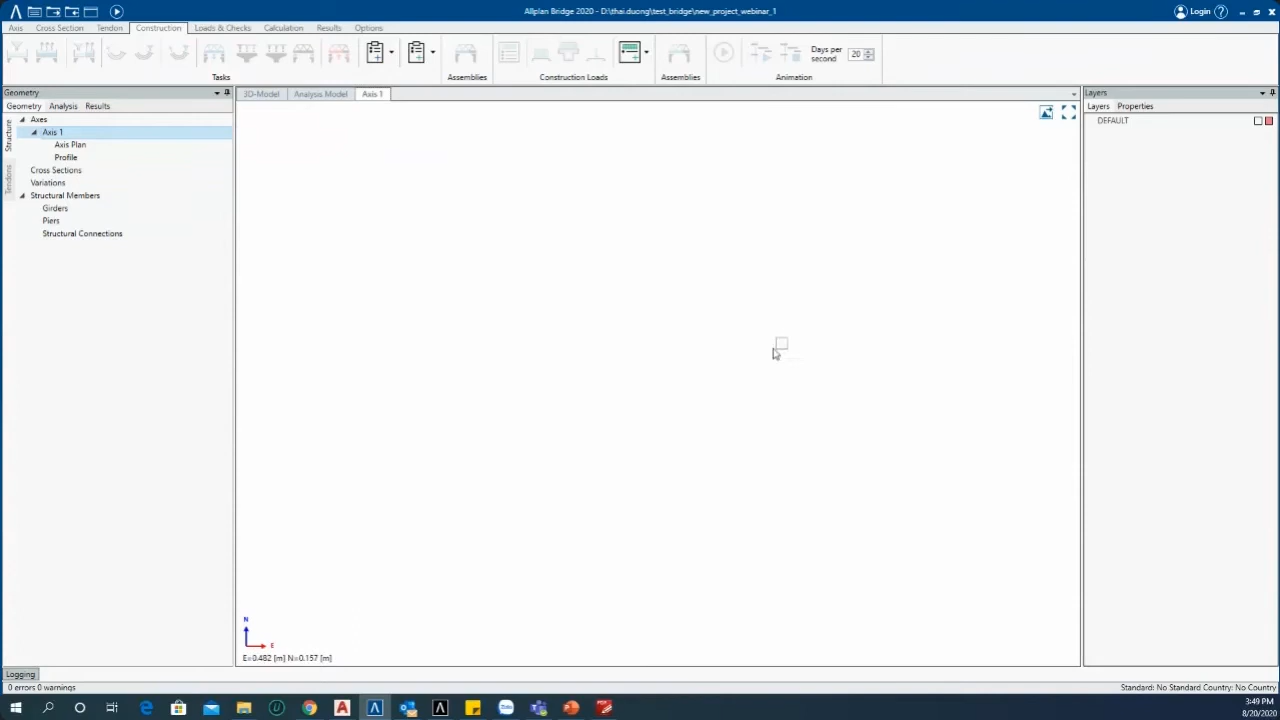 Allplan Bridge 2020 - D:\thai.duong\test_bridge\new_project_webinar_1
Login
Axis Cross Section Tendon Construction Loads & Checks Calculation Results Options
Days per second 20
Tasks Assemblies Construction Loads Assemblies Animation
Geometry
Geometry Analysis Results
Structure
Tendons
Axes
Axis 1
Axis Plan
Profile
Cross Sections
Variations
Structural Members
Girders
Piers
Structural Connections
3D-Model Analysis Model Axis 1
Layers
Layers Properties
DEFAULT
N
E
E=0.482 [m] N=0.157 [m]
Logging
0 errors 0 warnings
Standard: No Standard Country: No Country
3:49 PM
8/20/2020